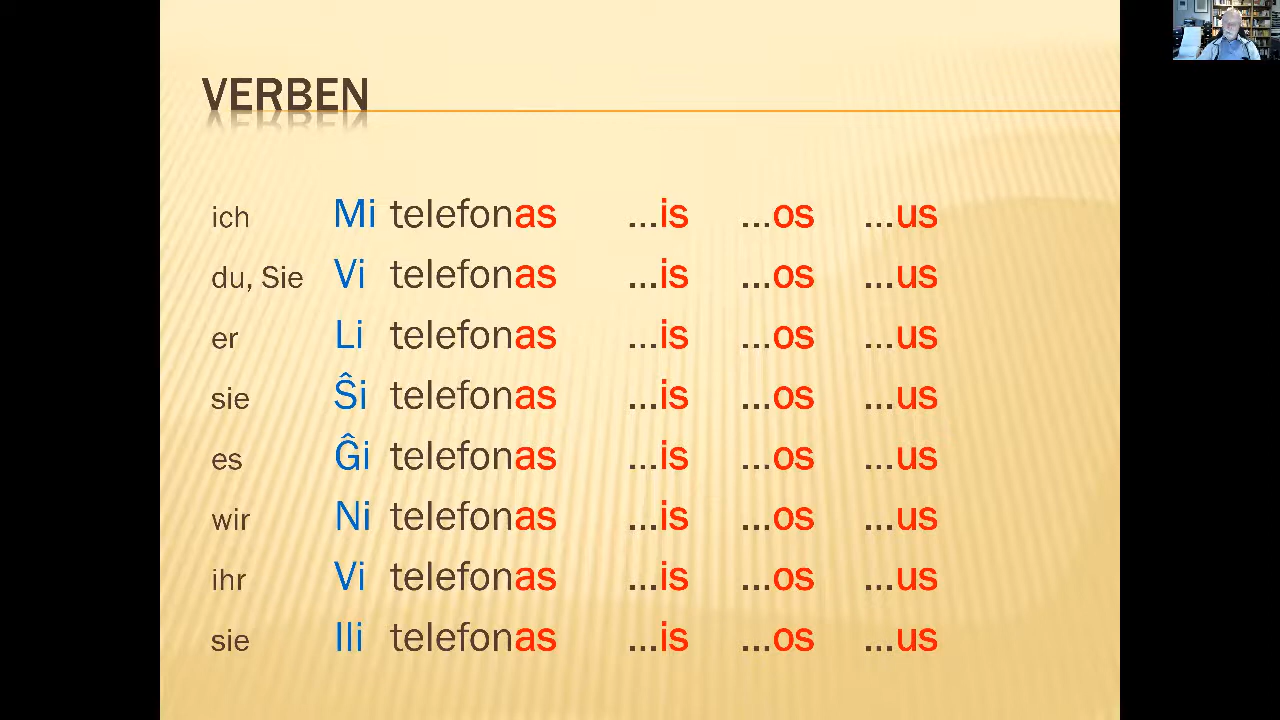 VERBEN
ich Mi telefonas ...is ...os ...us
du, Sie Vi telefonas ...is ...os ...us
er Li telefonas ...is ...os ...us
sie Ŝi telefonas ...is ...os ...us
es Ĝi telefonas ...is ...os ...us
wir Ni telefonas ...is ...os ...us
ihr Vi telefonas ...is ...os ...us
sie Ili telefonas ...is ...os ...us